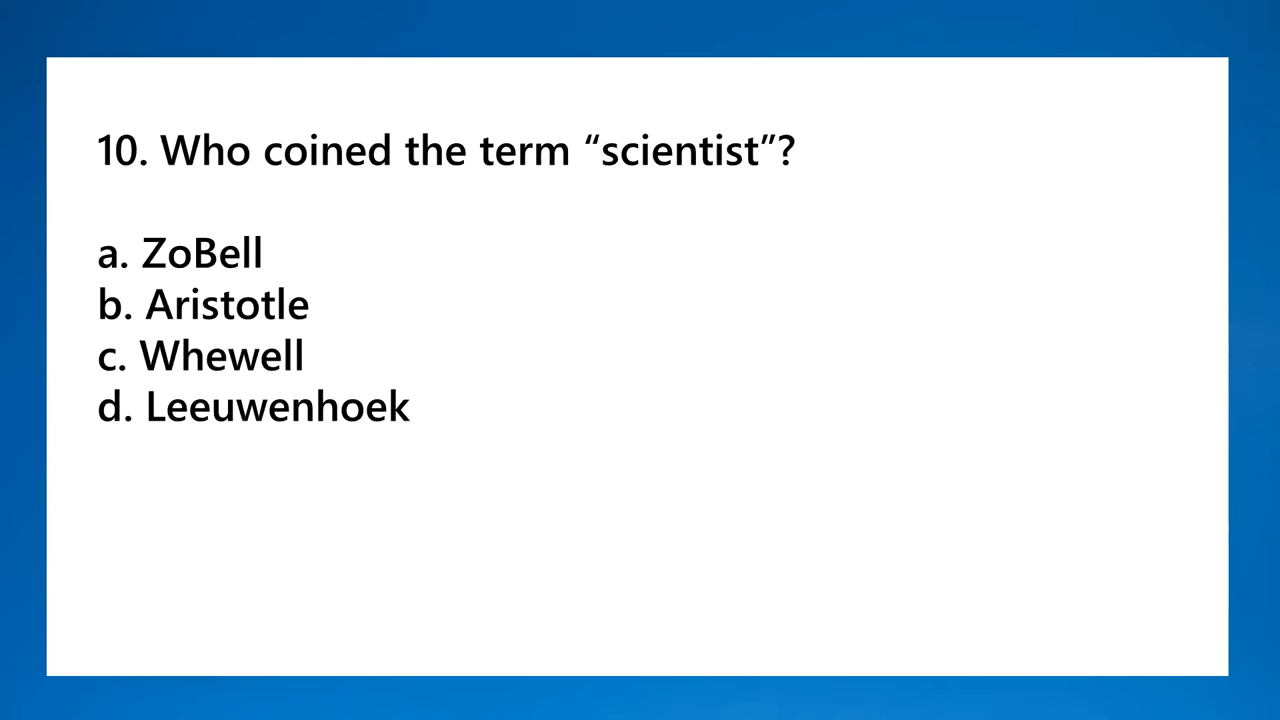 10. Who coined the term “scientist”?
a. ZoBell
b. Aristotle
c. Whewell
d. Leeuwenhoek